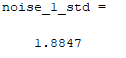 noise_1_std =
1.8847